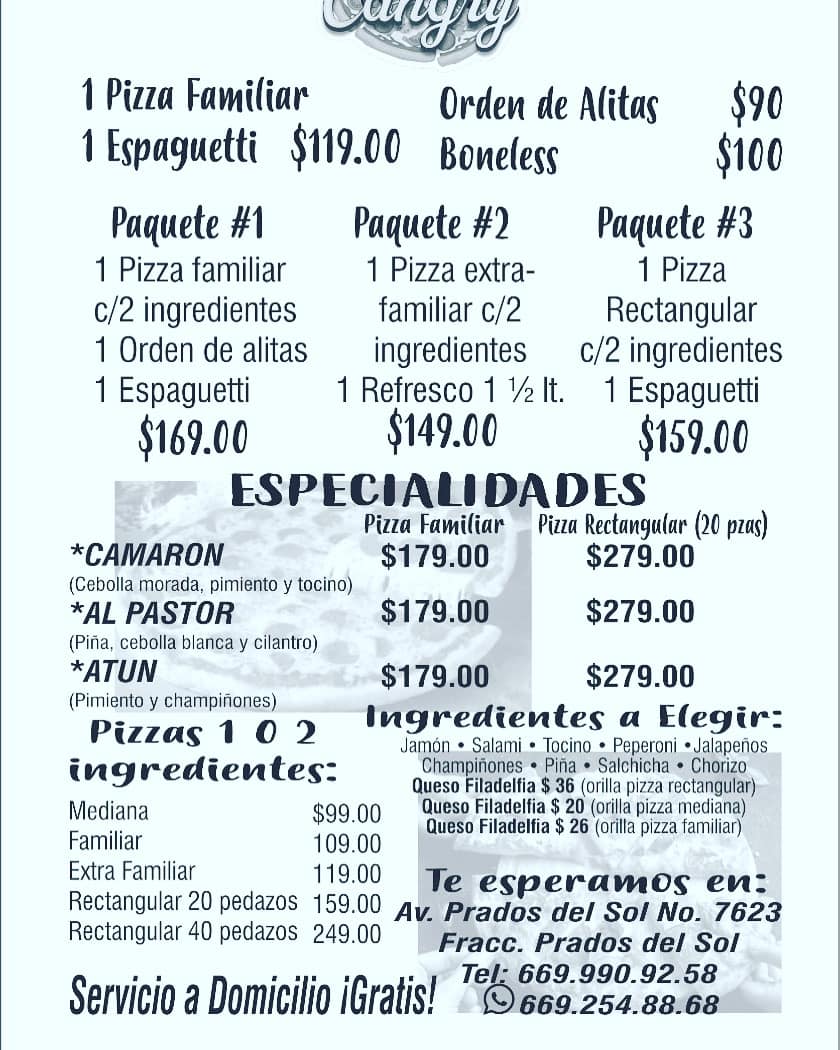 Cangry
1 Pizza Familiar
1 Espaguetti $119.00
Orden de Alitas $90
Boneless $100
Paquete #1
1 Pizza familiar
c/2 ingredientes
1 Orden de alitas
1 Espaguetti
$169.00
Paquete #2
1 Pizza extra-
familiar c/2
ingredientes
1 Refresco 1 ½ lt.
$149.00
Paquete #3
1 Pizza
Rectangular
c/2 ingredientes
1 Espaguetti
$159.00
ESPECIALIDADES
Pizza Familiar Pizza Rectangular (20 pzas)
*CAMARON $179.00 $279.00
(Cebolla morada, pimiento y tocino)
*AL PASTOR $179.00 $279.00
(Piña, cebolla blanca y cilantro)
*ATUN $179.00 $279.00
(Pimiento y champiñones)
Pizzas 1 O 2
ingredientes:
Mediana $99.00
Familiar 109.00
Extra Familiar 119.00
Rectangular 20 pedazos 159.00
Rectangular 40 pedazos 249.00
Servicio a Domicilio ¡Gratis!
Ingredientes a Elegir:
Jamón • Salami • Tocino • Peperoni •Jalapeños
Champiñones • Piña • Salchicha • Chorizo
Queso Filadelfia $ 36 (orilla pizza rectangular)
Queso Filadelfia $ 20 (orilla pizza mediana)
Queso Filadelfia $ 26 (orilla pizza familiar)
Te esperamos en:
Av. Prados del Sol No. 7623
Fracc. Prados del Sol
Tel: 669.990.92.58
669.254.88.68